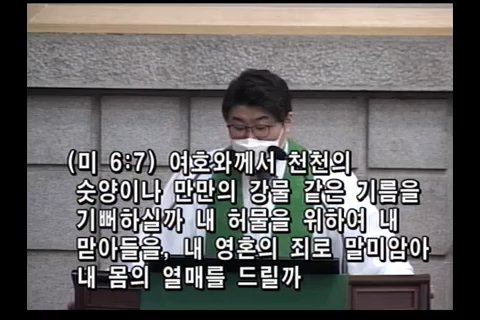 (미 6:7) 여호와께서 천천의
숫양이나 만만의 강물 같은 기름을
기뻐하실까 내 허물을 위하여 내
맏아들을, 내 영혼의 죄로 말미암아
내 몸의 열매를 드릴까